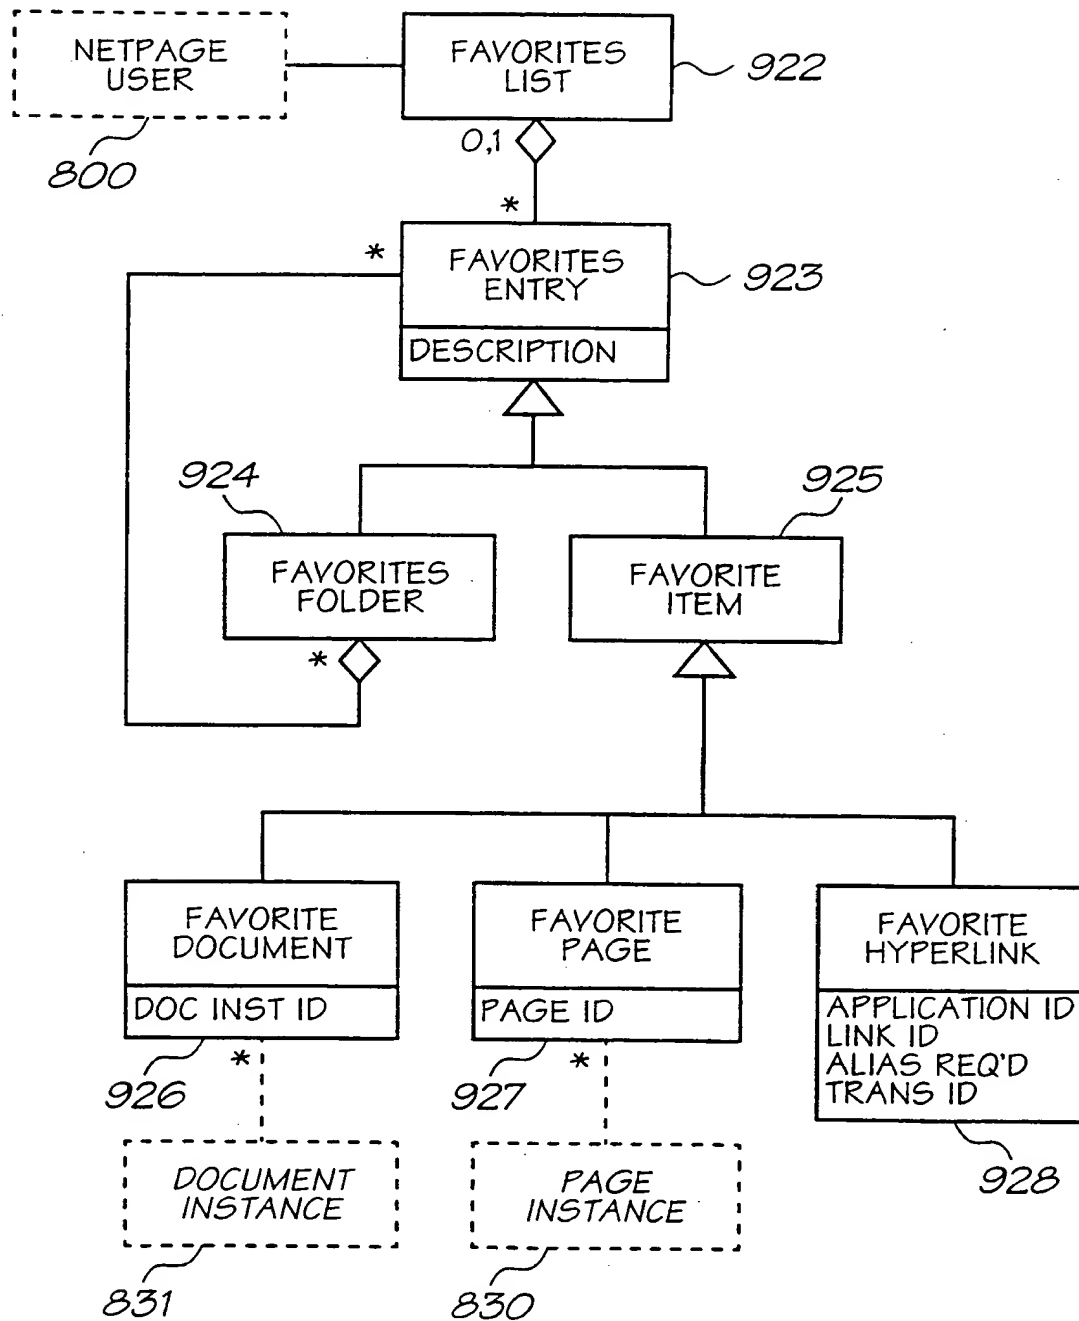 NETPAGE
USER
800
FAVORITES
LIST
922
0,1
*
*
FAVORITES
ENTRY
923
DESCRIPTION
924
925
FAVORITES
FOLDER
*
FAVORITE
ITEM
FAVORITE
DOCUMENT
DOC INST ID
926
*
FAVORITE
PAGE
PAGE ID
927
*
FAVORITE
HYPERLINK
APPLICATION ID
LINK ID
ALIAS REQ'D
TRANS ID
928
DOCUMENT
INSTANCE
831
PAGE
INSTANCE
830